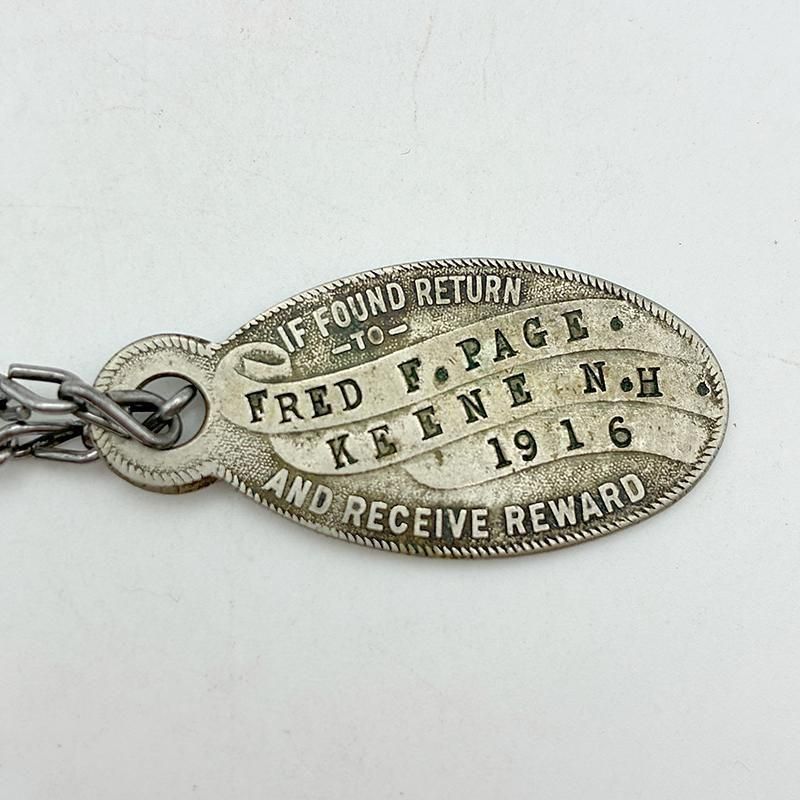 IF FOUND RETURN
-TO-
FRED F. PAGE.
KEENE N.H.
1916
AND RECEIVE REWARD